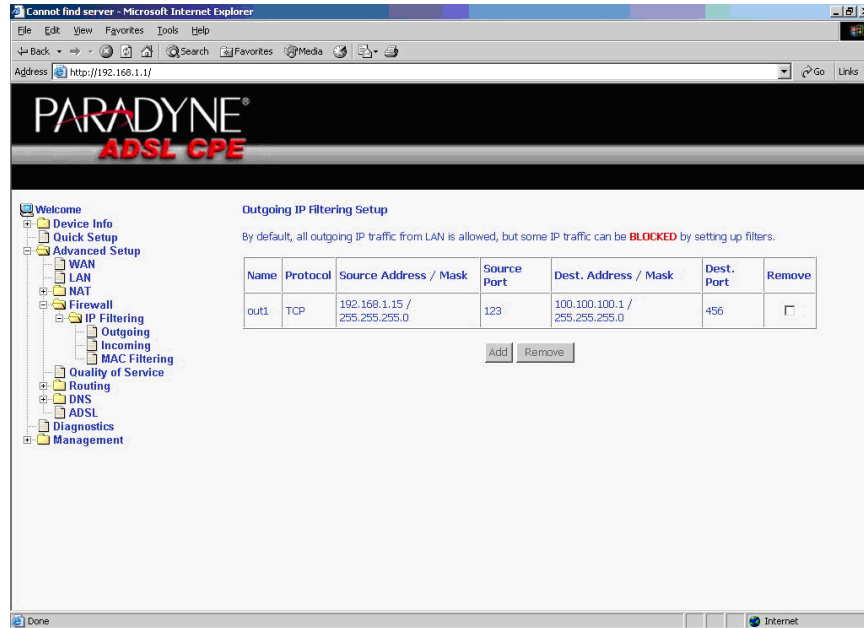 Cannot find server - Microsoft Internet Explorer
File Edit View Favorites Tools Help
Back Search Favorites Media
Address http://192.168.1.1/ Go Links
PARADYNE®
ADSL CPE
Welcome
Device Info
Quick Setup
Advanced Setup
WAN
LAN
NAT
Firewall
IP Filtering
Outgoing
Incoming
MAC Filtering
Quality of Service
Routing
DNS
ADSL
Diagnostics
Management
Outgoing IP Filtering Setup
By default, all outgoing IP traffic from LAN is allowed, but some IP traffic can be BLOCKED by setting up filters.
Name Protocol Source Address / Mask Source Port Dest. Address / Mask Dest. Port Remove
out1 TCP 192.168.1.15 / 255.255.255.0 123 100.100.100.1 / 255.255.255.0 456
Add Remove
Done Internet